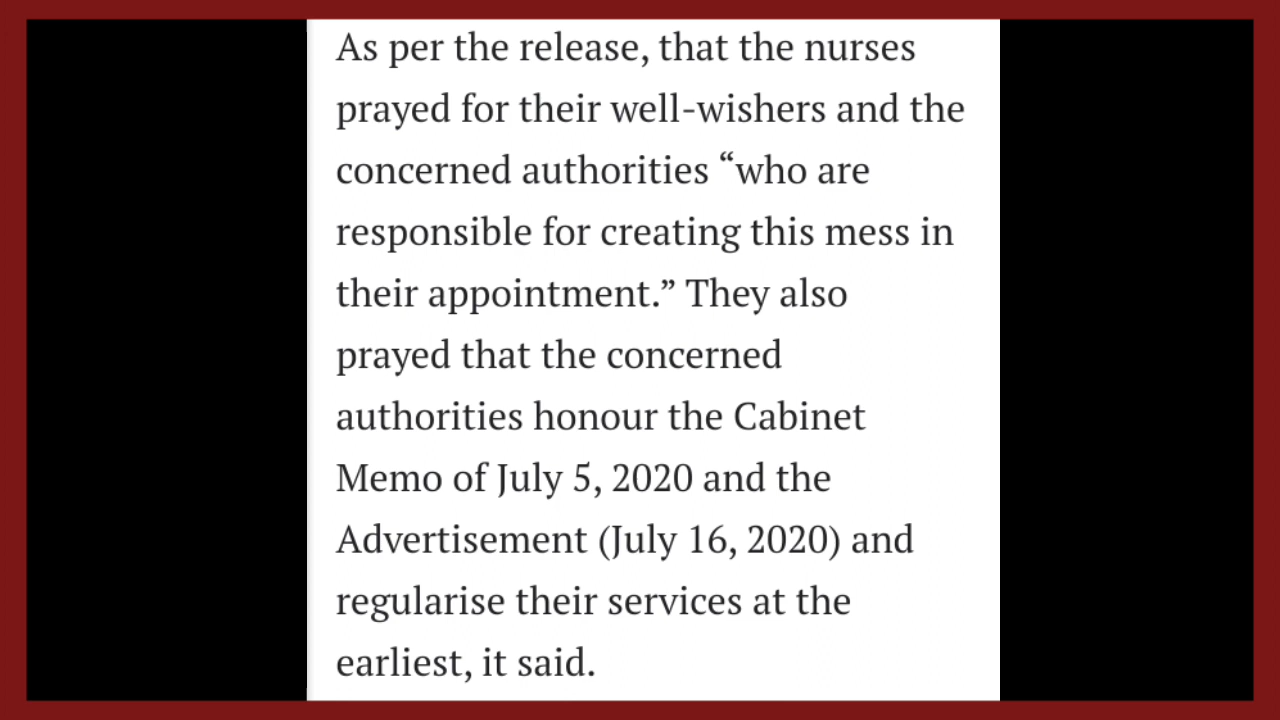 As per the release, that the nurses
prayed for their well-wishers and the
concerned authorities “who are
responsible for creating this mess in
their appointment.” They also
prayed that the concerned
authorities honour the Cabinet
Memo of July 5, 2020 and the
Advertisement (July 16, 2020) and
regularise their services at the
earliest, it said.